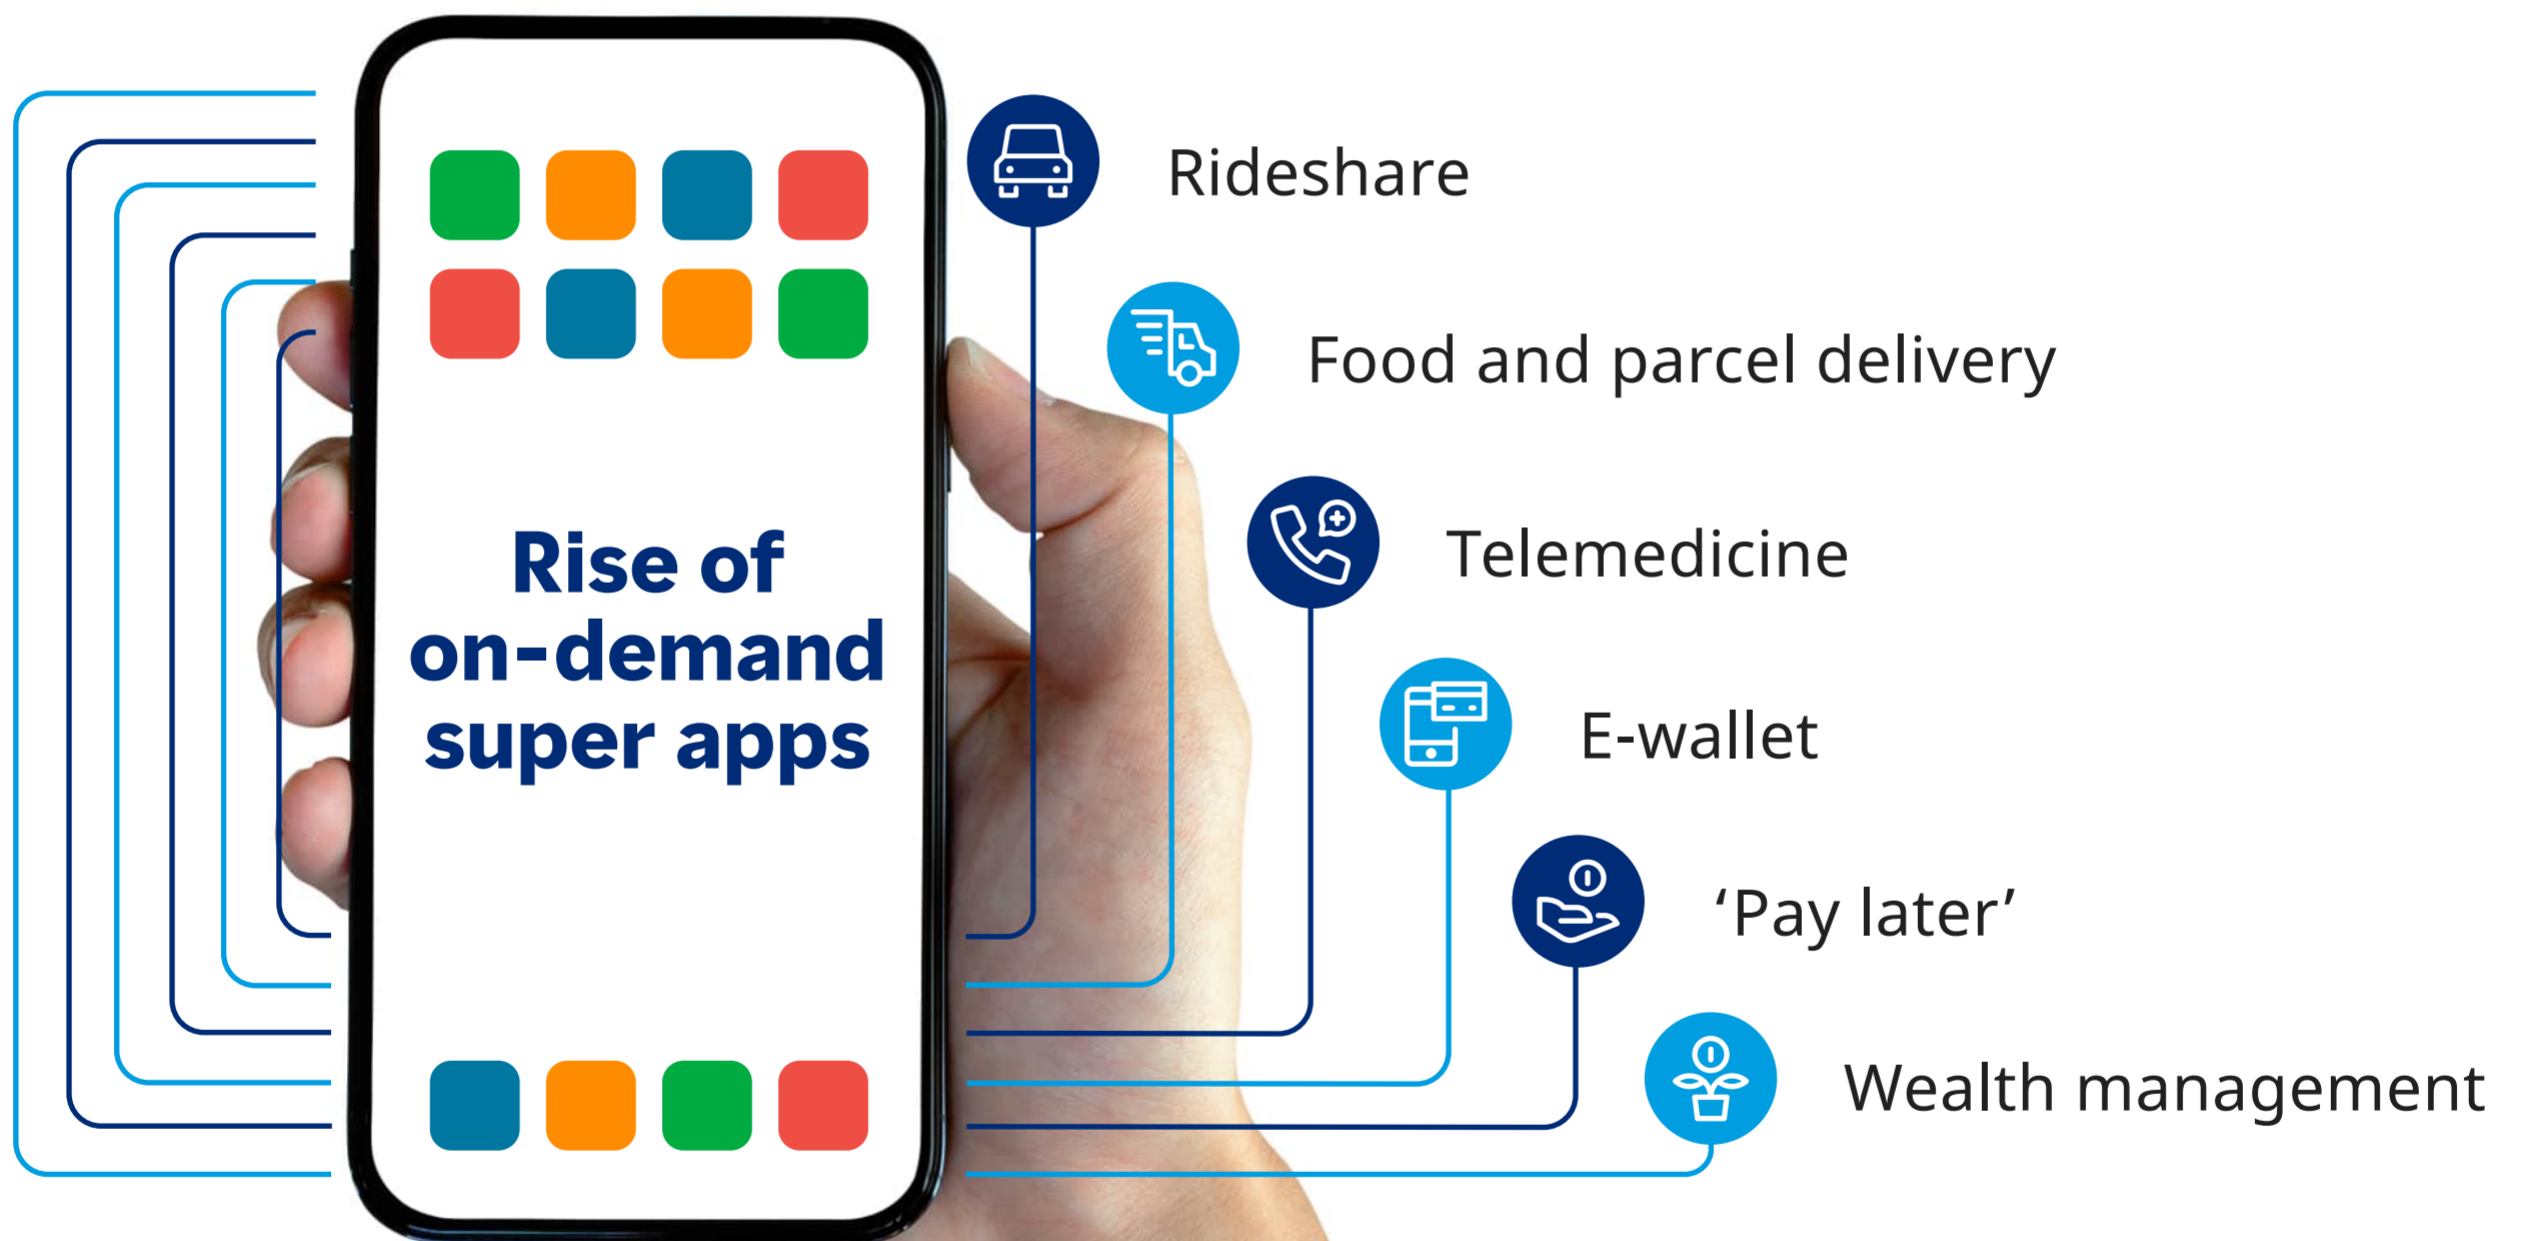 Rise of
on-demand
super apps
Rideshare
Food and parcel delivery
Telemedicine
E-wallet
‘Pay later’
Wealth management